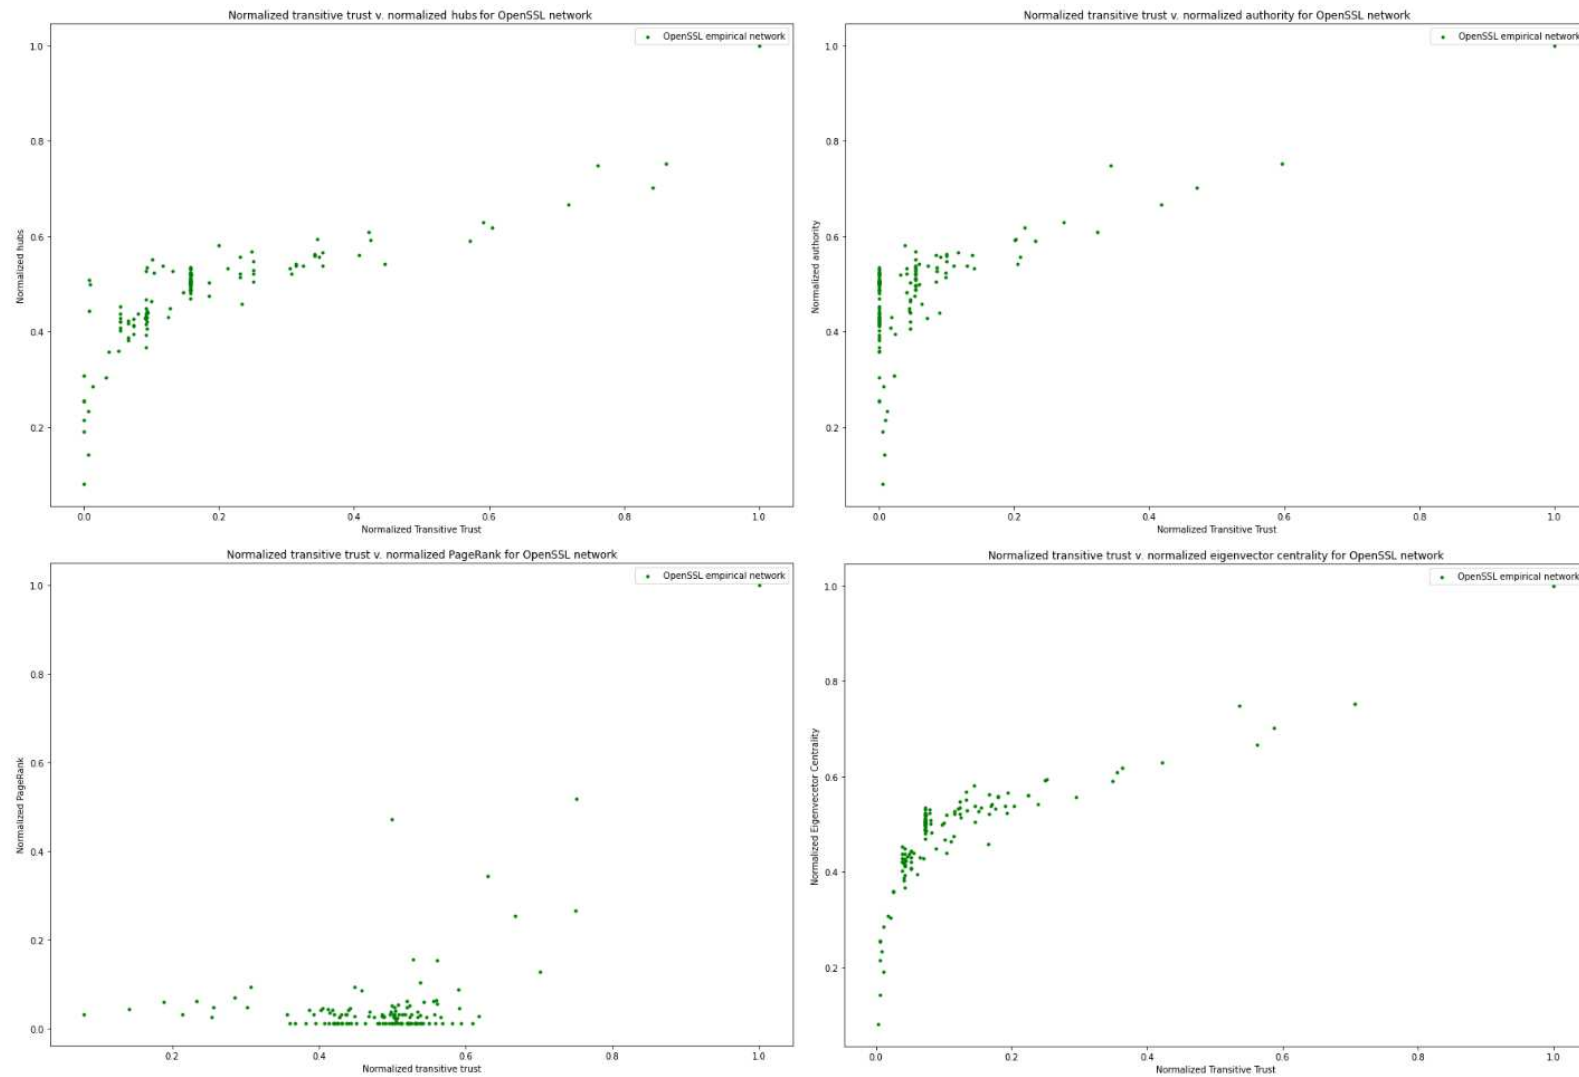 Normalized transitive trust v. normalized hubs for OpenSSL network
OpenSSL empirical network
1.0
0.8
0.6
0.4
0.2
Normalized hubs
0.0
0.2
0.4
0.6
0.8
1.0
Normalized Transitive Trust
Normalized transitive trust v. normalized authority for OpenSSL network
OpenSSL empirical network
1.0
0.8
0.6
0.4
0.2
Normalized authority
0.0
0.2
0.4
0.6
0.8
1.0
Normalized Transitive Trust
Normalized transitive trust v. normalized PageRank for OpenSSL network
OpenSSL empirical network
1.0
0.8
0.6
0.4
0.2
0.0
Normalized PageRank
0.2
0.4
0.6
0.8
1.0
Normalized transitive trust
Normalized transitive trust v. normalized eigenvector centrality for OpenSSL network
OpenSSL empirical network
1.0
0.8
0.6
0.4
0.2
Normalized Eigenvecetor Centrality
0.0
0.2
0.4
0.6
0.8
1.0
Normalized Transitive Trust